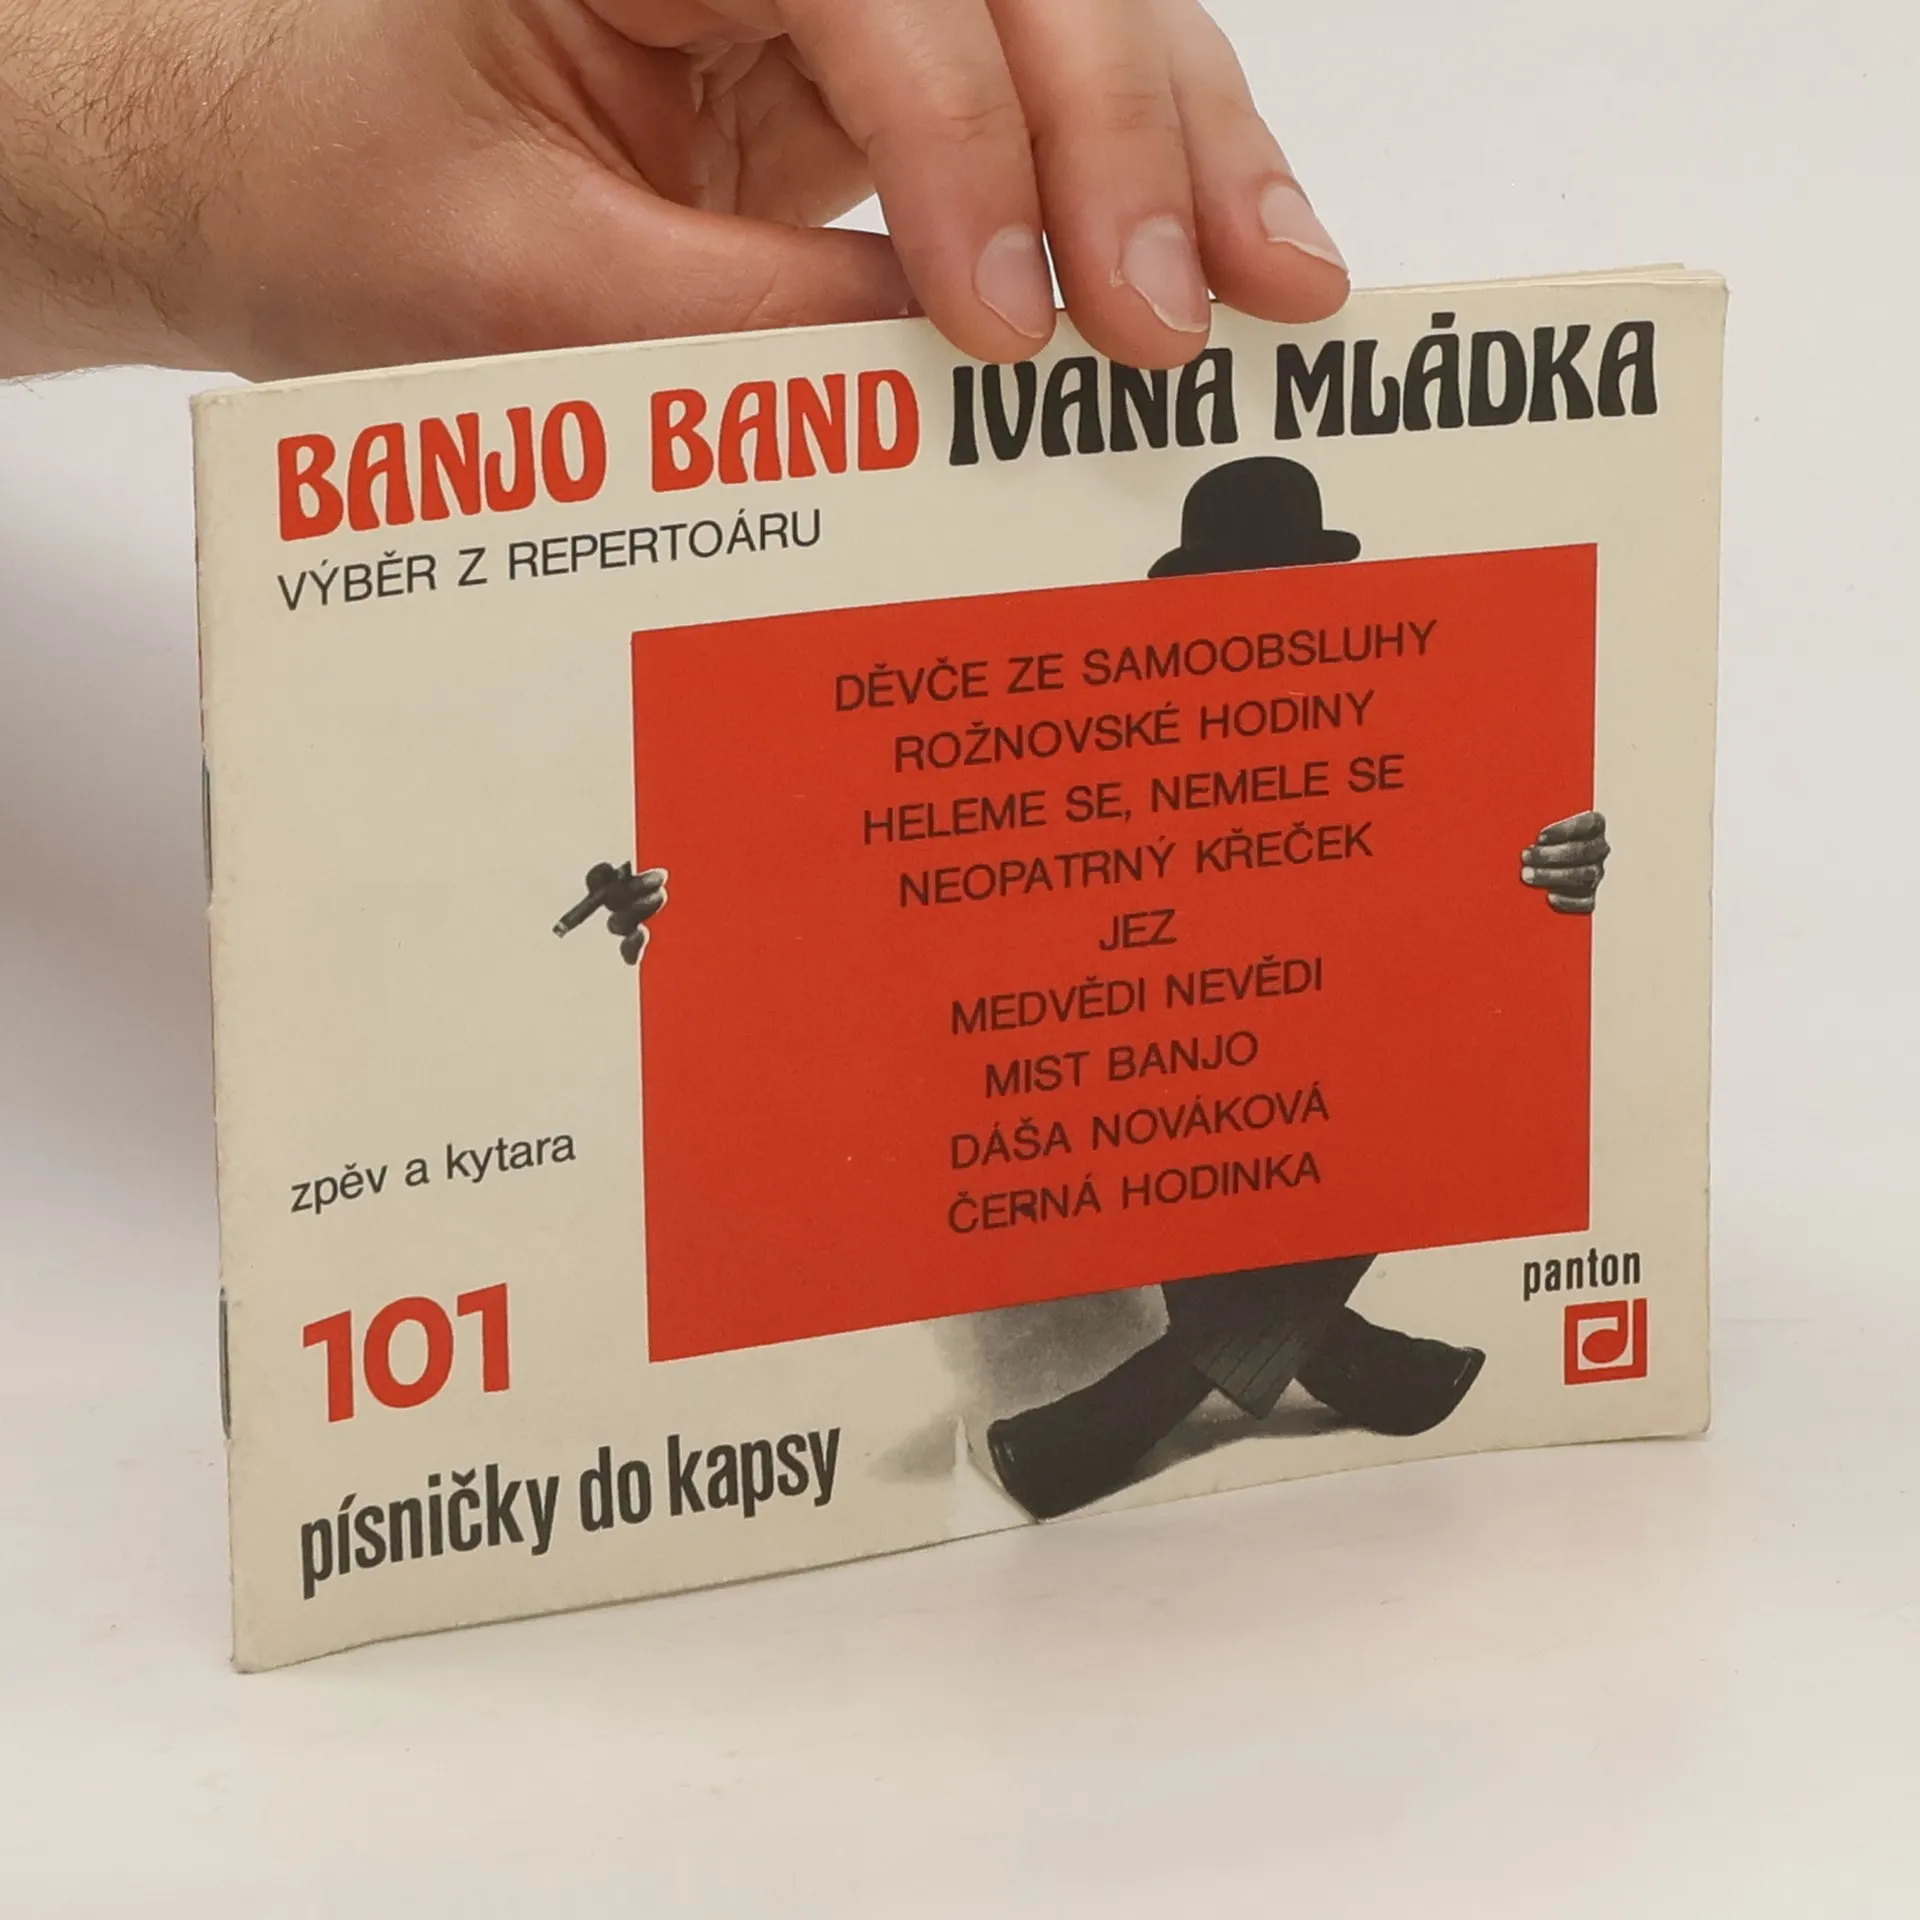 BANJO BAND IVANA MLÁDKA
VÝBĚR Z REPERTOÁRU
DĚVČE ZE SAMOOBSLUHY
ROŽNOVSKÉ HODINY
HELEME SE, NEMELE SE
NEOPATRNÝ KŘEČEK
JEZ
MEDVĚDI NEVĚDI
MIST BANJO
DÁŠA NOVÁKOVÁ
ČERNÁ HODINKA
zpěv a kytara
101
písničky do kapsy
panton